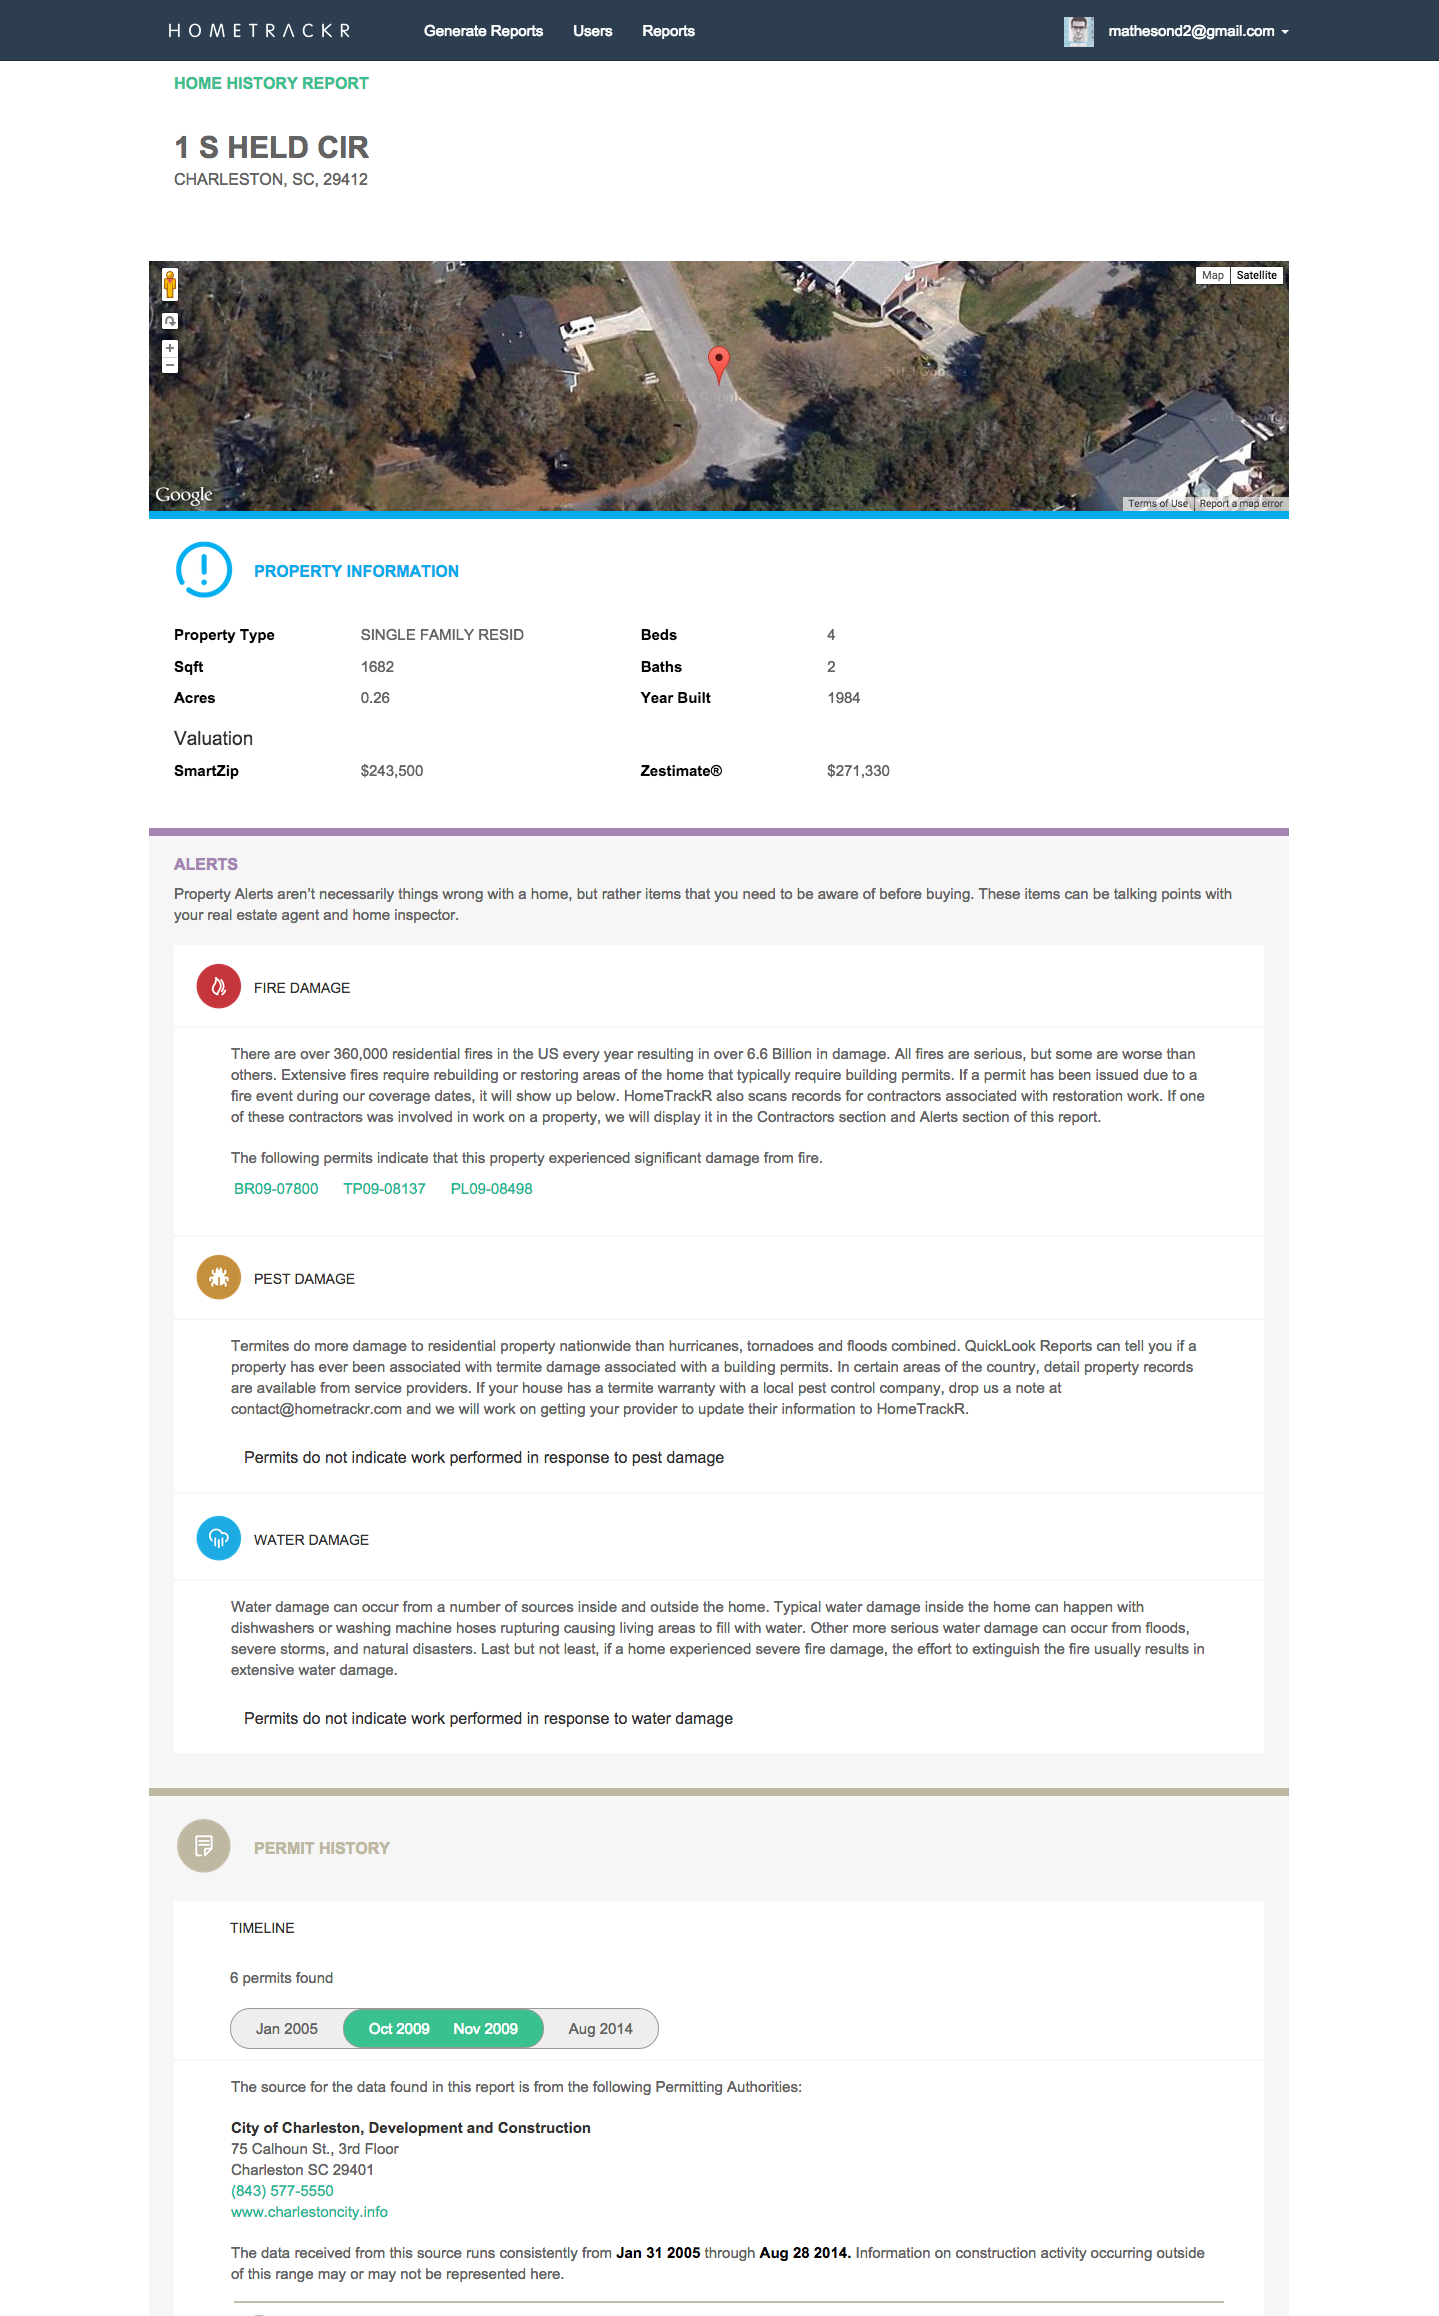 HOMETRACKR
Generate Reports Users Reports
mathesond2@gmail.com
HOME HISTORY REPORT
1 S HELD CIR
CHARLESTON, SC, 29412
Map Satellite
Google
Terms of Use Report a map error
PROPERTY INFORMATION
Property Type SINGLE FAMILY RESID Beds 4
Sqft 1682 Baths 2
Acres 0.26 Year Built 1984
Valuation
SmartZip $243,500 Zestimate® $271,330
ALERTS
Property Alerts aren't necessarily things wrong with a home, but rather items that you need to be aware of before buying. These items can be talking points with
your real estate agent and home inspector.
FIRE DAMAGE
There are over 360,000 residential fires in the US every year resulting in over 6.6 Billion in damage. All fires are serious, but some are worse than
others. Extensive fires require rebuilding or restoring areas of the home that typically require building permits. If a permit has been issued due to a
fire event during our coverage dates, it will show up below. HomeTrackR also scans records for contractors associated with restoration work. If one
of these contractors was involved in work on a property, we will display it in the Contractors section and Alerts section of this report.
The following permits indicate that this property experienced significant damage from fire.
BR09-07800 TP09-08137 PL09-08498
PEST DAMAGE
Termites do more damage to residential property nationwide than hurricanes, tornadoes and floods combined. QuickLook Reports can tell you if a
property has ever been associated with termite damage associated with a building permits. In certain areas of the country, detail property records
are available from service providers. If your house has a termite warranty with a local pest control company, drop us a note at
contact@hometrackr.com and we will work on getting your provider to update their information to HomeTrackR.
Permits do not indicate work performed in response to pest damage
WATER DAMAGE
Water damage can occur from a number of sources inside and outside the home. Typical water damage inside the home can happen with
dishwashers or washing machine hoses rupturing causing living areas to fill with water. Other more serious water damage can occur from floods,
severe storms, and natural disasters. Last but not least, if a home experienced severe fire damage, the effort to extinguish the fire usually results in
extensive water damage.
Permits do not indicate work performed in response to water damage
PERMIT HISTORY
TIMELINE
6 permits found
Jan 2005 Oct 2009 Nov 2009 Aug 2014
The source for the data found in this report is from the following Permitting Authorities:
City of Charleston, Development and Construction
75 Calhoun St., 3rd Floor
Charleston SC 29401
(843) 577-5550
www.charlestoncity.info
The data received from this source runs consistently from Jan 31 2005 through Aug 28 2014. Information on construction activity occurring outside
of this range may or may not be represented here.